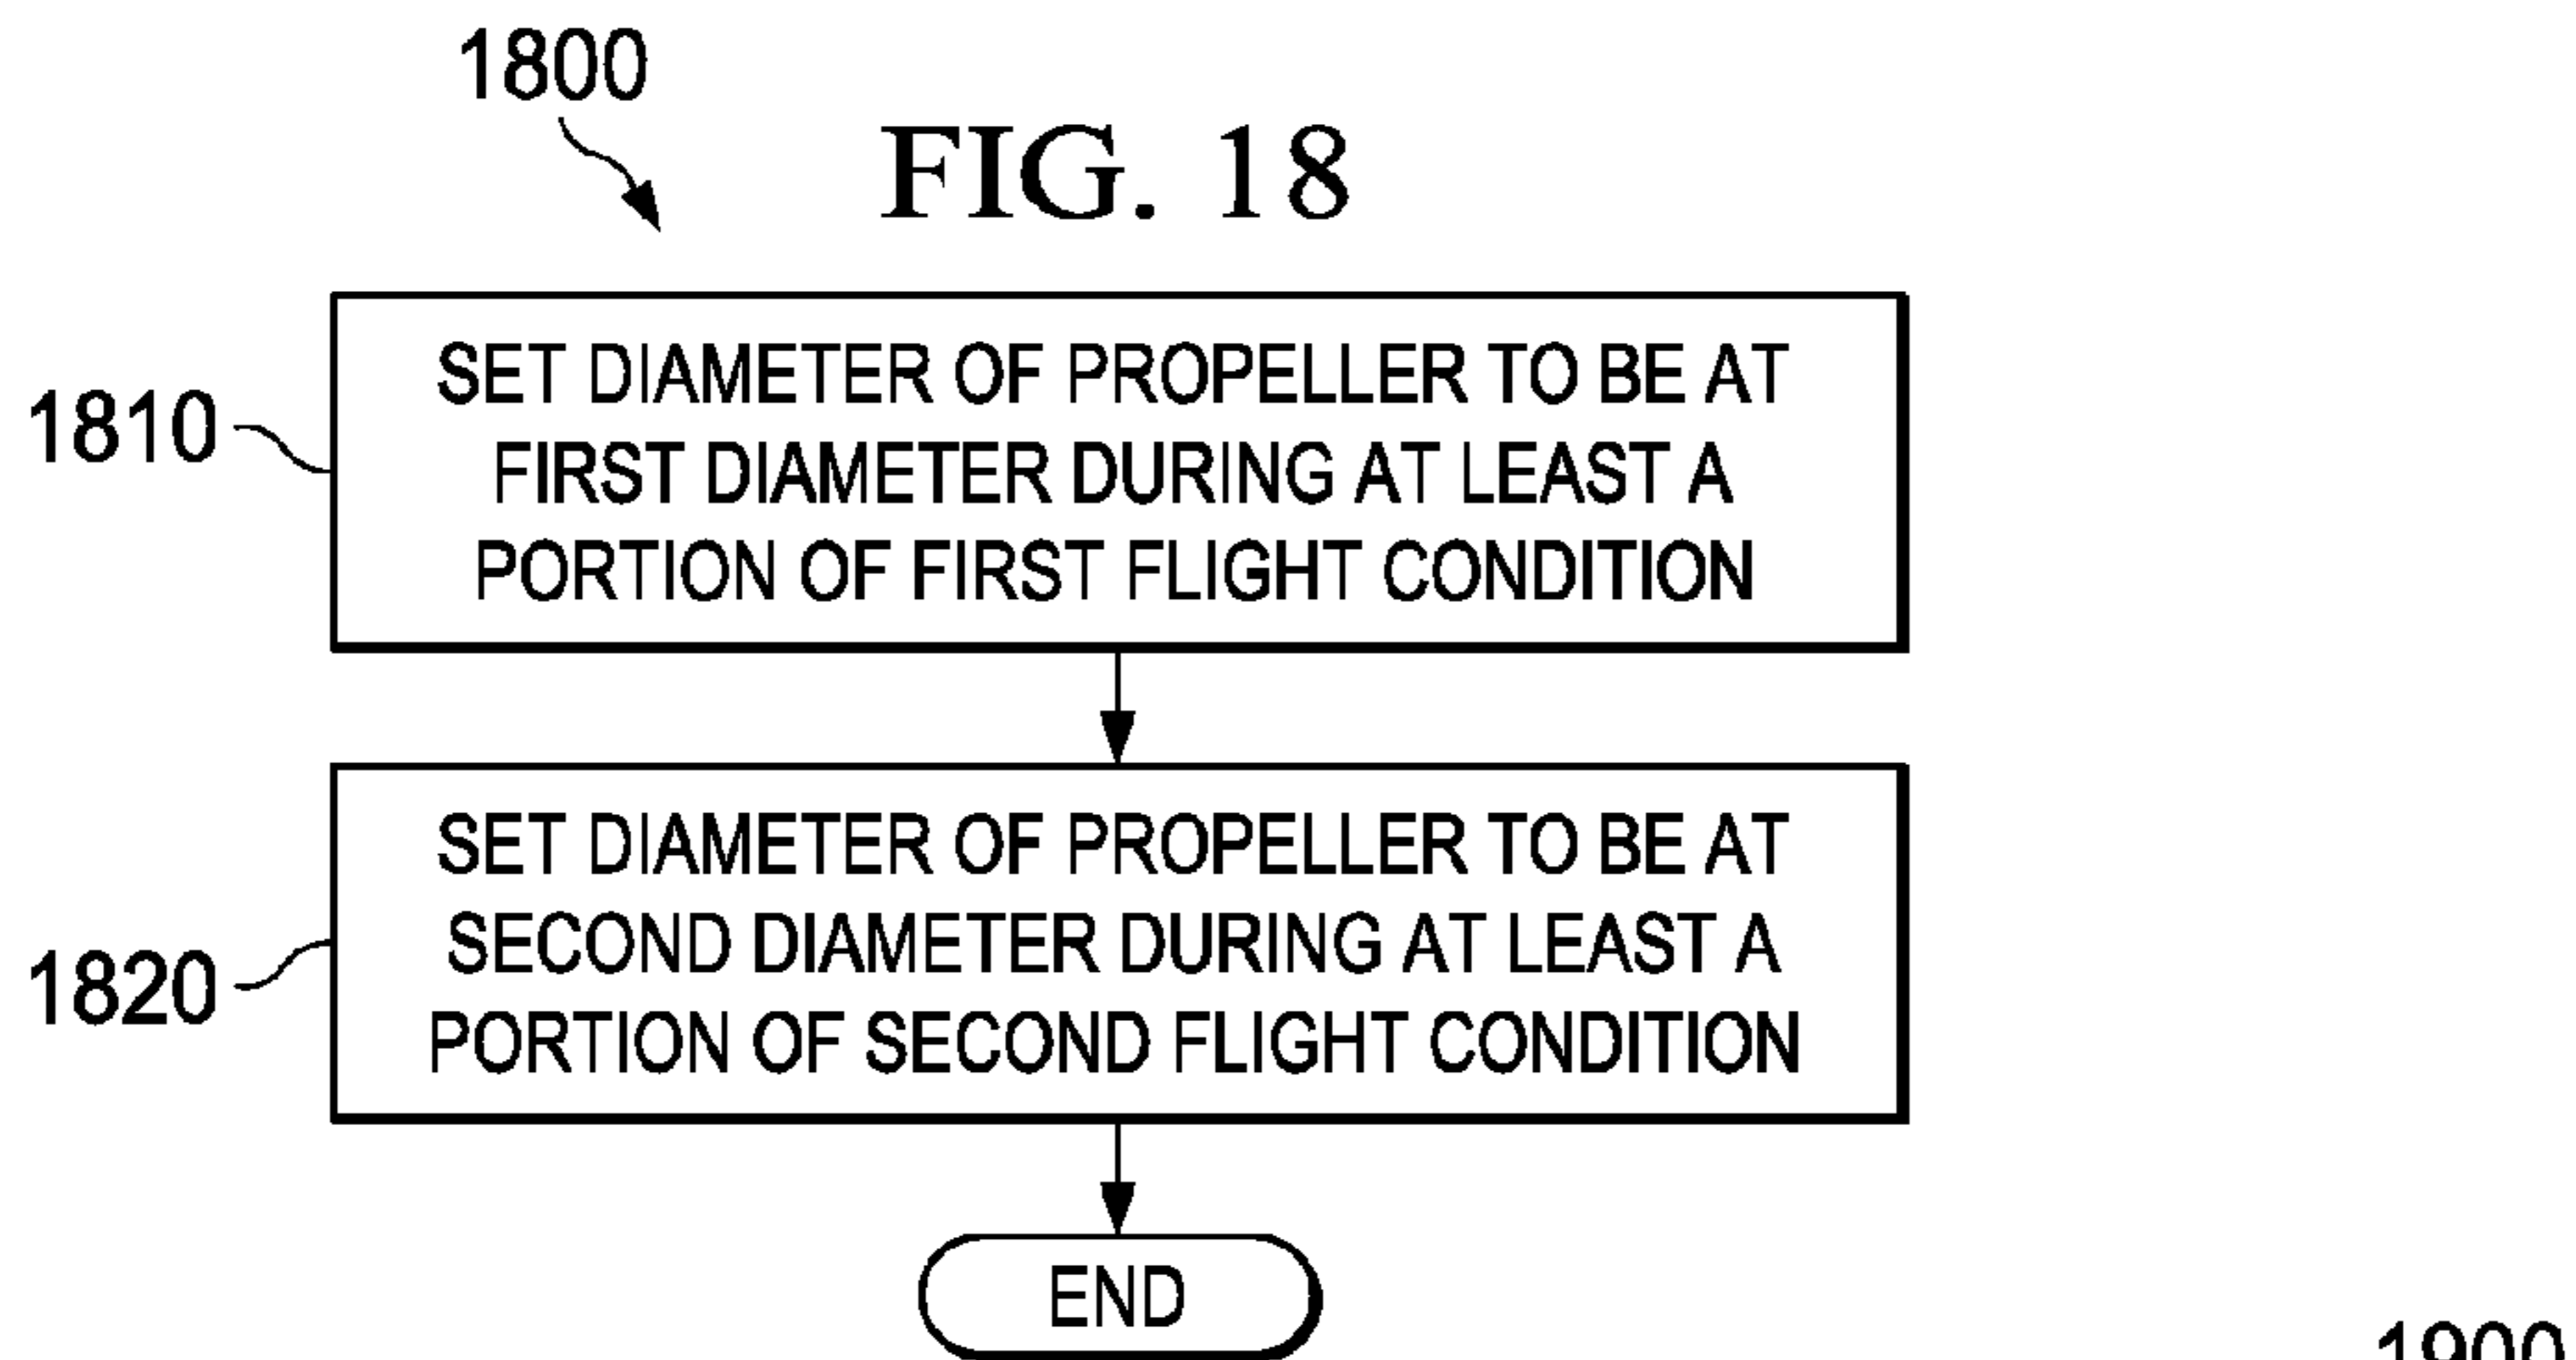 1800
FIG. 18
1810
SET DIAMETER OF PROPELLER TO BE AT
FIRST DIAMETER DURING AT LEAST A
PORTION OF FIRST FLIGHT CONDITION
1820
SET DIAMETER OF PROPELLER TO BE AT
SECOND DIAMETER DURING AT LEAST A
PORTION OF SECOND FLIGHT CONDITION
END
1900